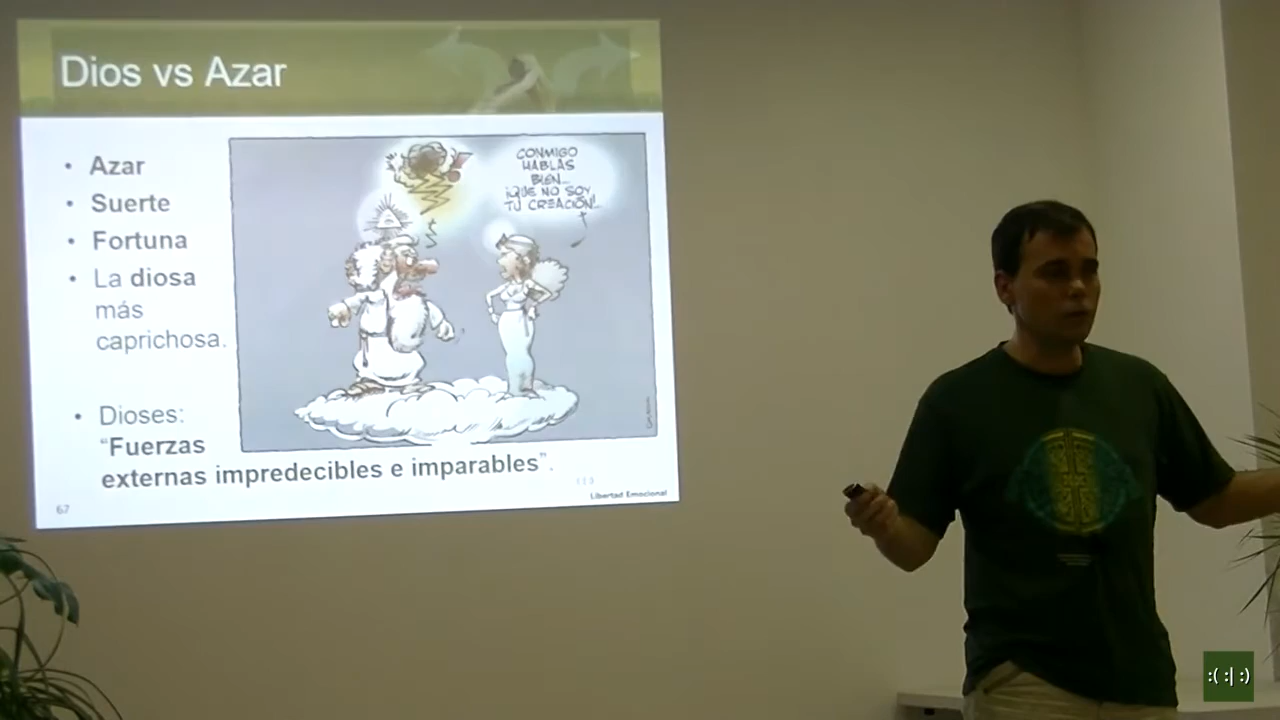 Dios vs Azar
• Azar
• Suerte
• Fortuna
• La diosa
más
caprichosa.
CONMIGO
HABLAS
BIEN...
¡QUE NO SOY
TU CREACIÓN!..
• Dioses:
“Fuerzas
externas impredecibles e imparables”.
67
Libertad Emocional
:( :| :)